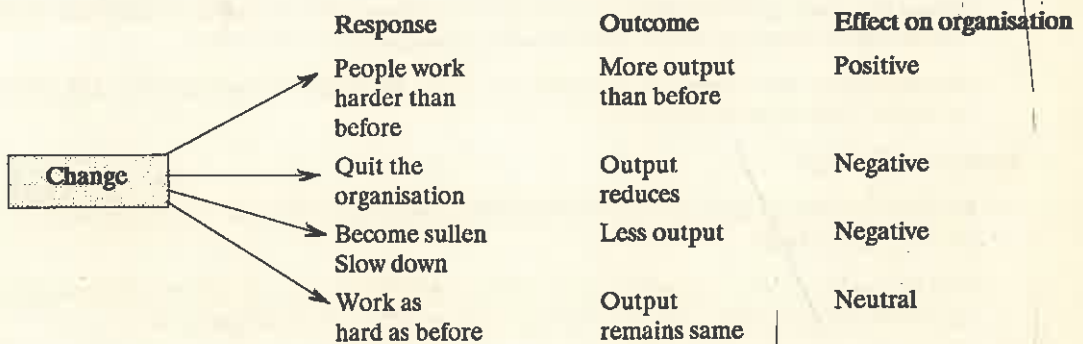 Response Outcome Effect on organisation
People work More output Positive
harder than than before
before
Change
Quit the Output Negative
organisation reduces
Become sullen Less output Negative
Slow down
Work as Output Neutral
hard as before remains same